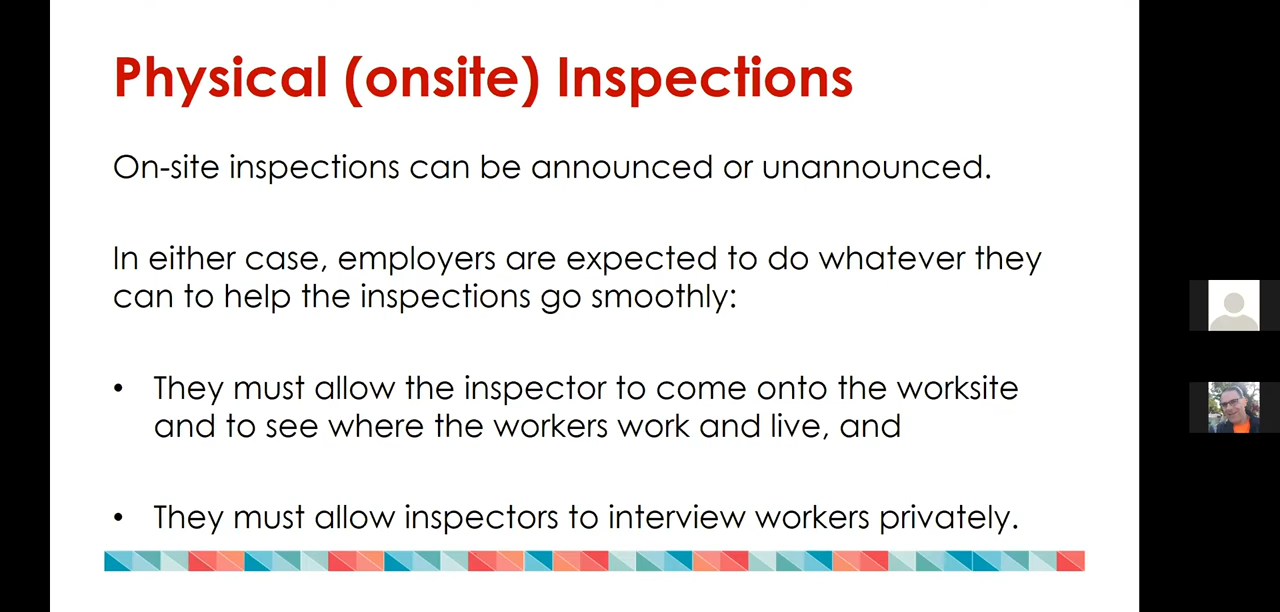 Physical (onsite) Inspections
On-site inspections can be announced or unannounced.
In either case, employers are expected to do whatever they
can to help the inspections go smoothly:
• They must allow the inspector to come onto the worksite
and to see where the workers work and live, and
• They must allow inspectors to interview workers privately.